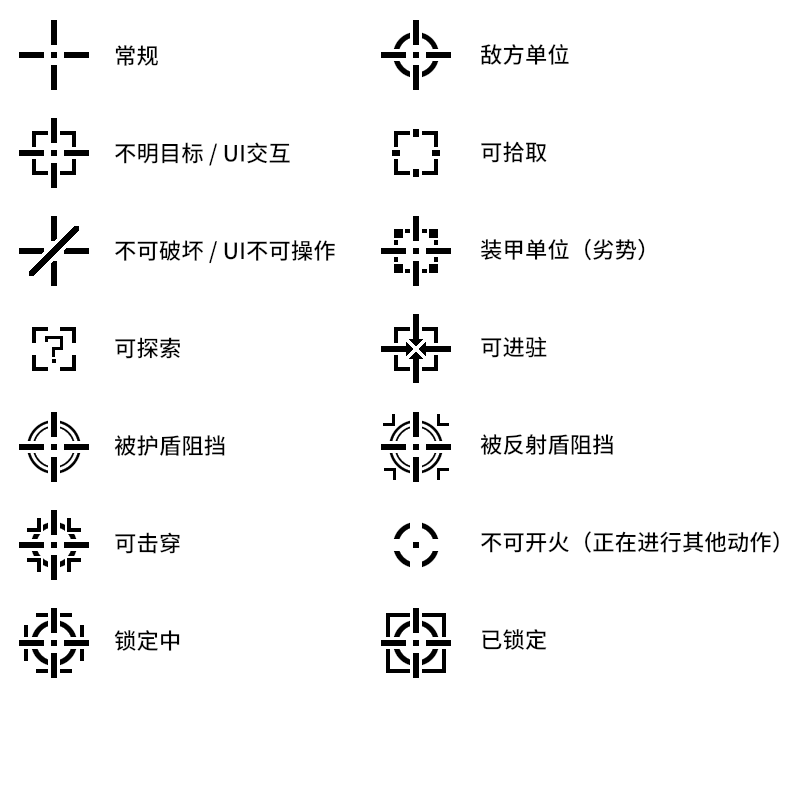 常规
敌方单位
不明目标 / UI交互
可拾取
不可破坏 / UI不可操作
装甲单位（劣势）
?
可探索
可进驻
被护盾阻挡
被反射盾阻挡
可击穿
不可开火（正在进行其他动作）
锁定中
已锁定